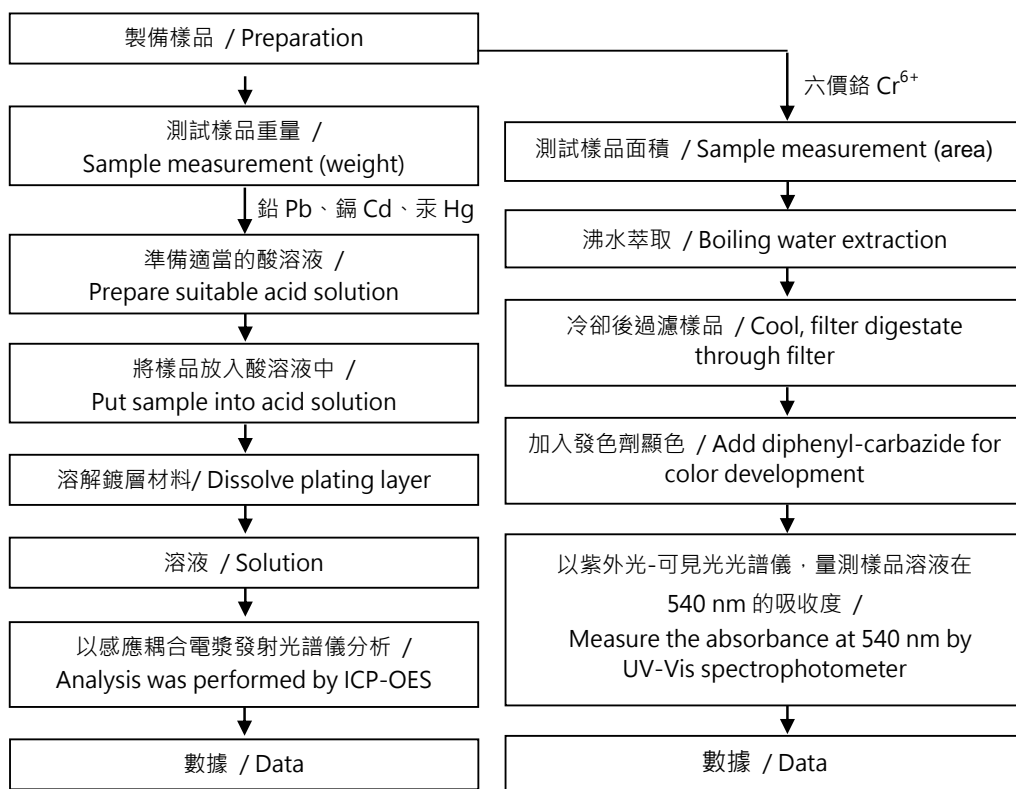 製備樣品 / Preparation
測試樣品重量 /
Sample measurement (weight)
鉛 Pb、鎘 Cd、汞 Hg
準備適當的酸溶液 /
Prepare suitable acid solution
將樣品放入酸溶液中 /
Put sample into acid solution
溶解鍍層材料/ Dissolve plating layer
溶液 / Solution
以感應耦合電漿發射光譜儀分析 /
Analysis was performed by ICP-OES
數據 / Data
六價鉻 Cr⁶⁺
測試樣品面積 / Sample measurement (area)
沸水萃取 / Boiling water extraction
冷卻後過濾樣品 / Cool, filter digestate
through filter
加入發色劑顯色 / Add diphenyl-carbazide for
color development
以紫外光-可見光光譜儀，量測樣品溶液在
540 nm 的吸收度 /
Measure the absorbance at 540 nm by
UV-Vis spectrophotometer
數據 / Data